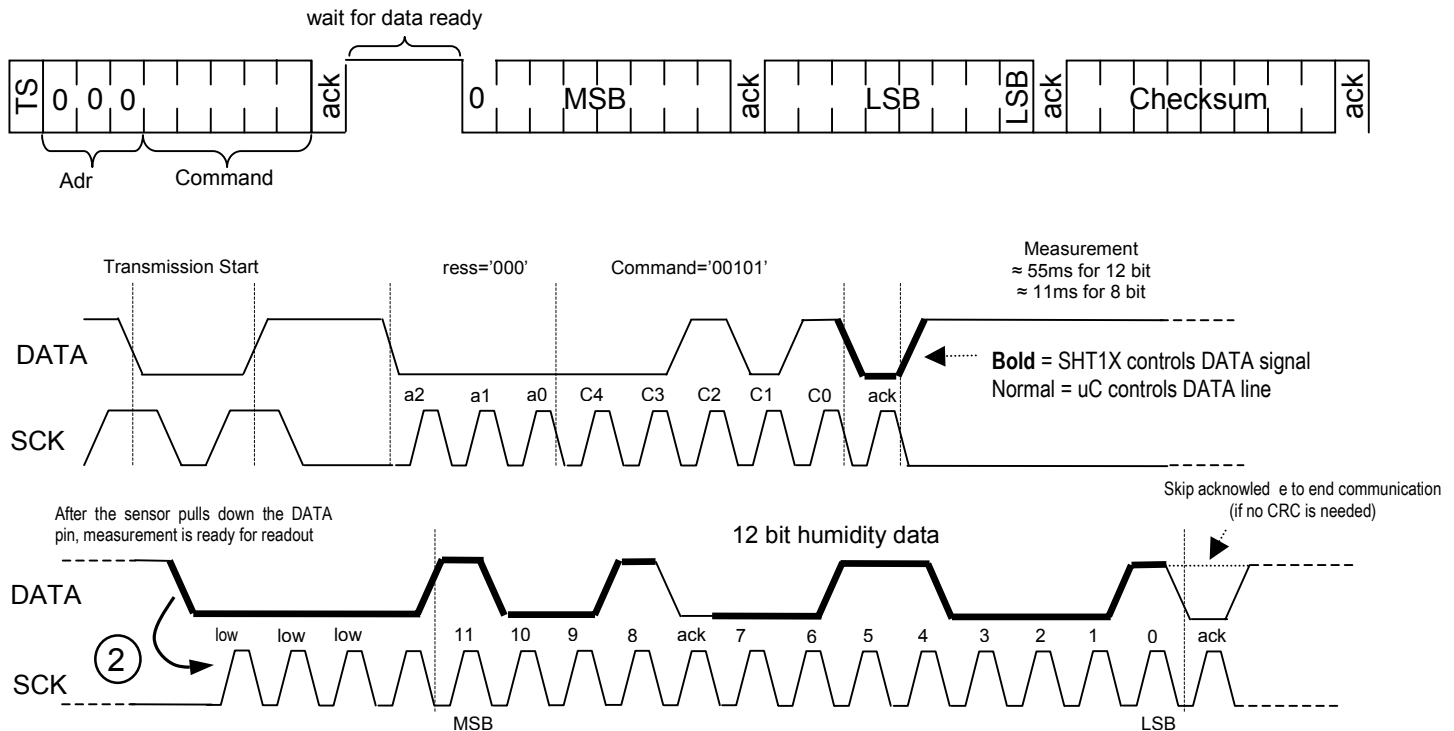 wait for data ready
TS 0 0 0 ack 0 MSB ack LSB LSB ack Checksum ack
Adr Command
Transmission Start ress='000' Command='00101' Measurement
≈ 55ms for 12 bit
≈ 11ms for 8 bit
DATA
Bold = SHT1X controls DATA signal
Normal = uC controls DATA line
a2 a1 a0 C4 C3 C2 C1 C0 ack
SCK
Skip acknowled e to end communication
(if no CRC is needed)
After the sensor pulls down the DATA
pin, measurement is ready for readout
12 bit humidity data
DATA
low low low 11 10 9 8 ack 7 6 5 4 3 2 1 0 ack
2
SCK
MSB LSB